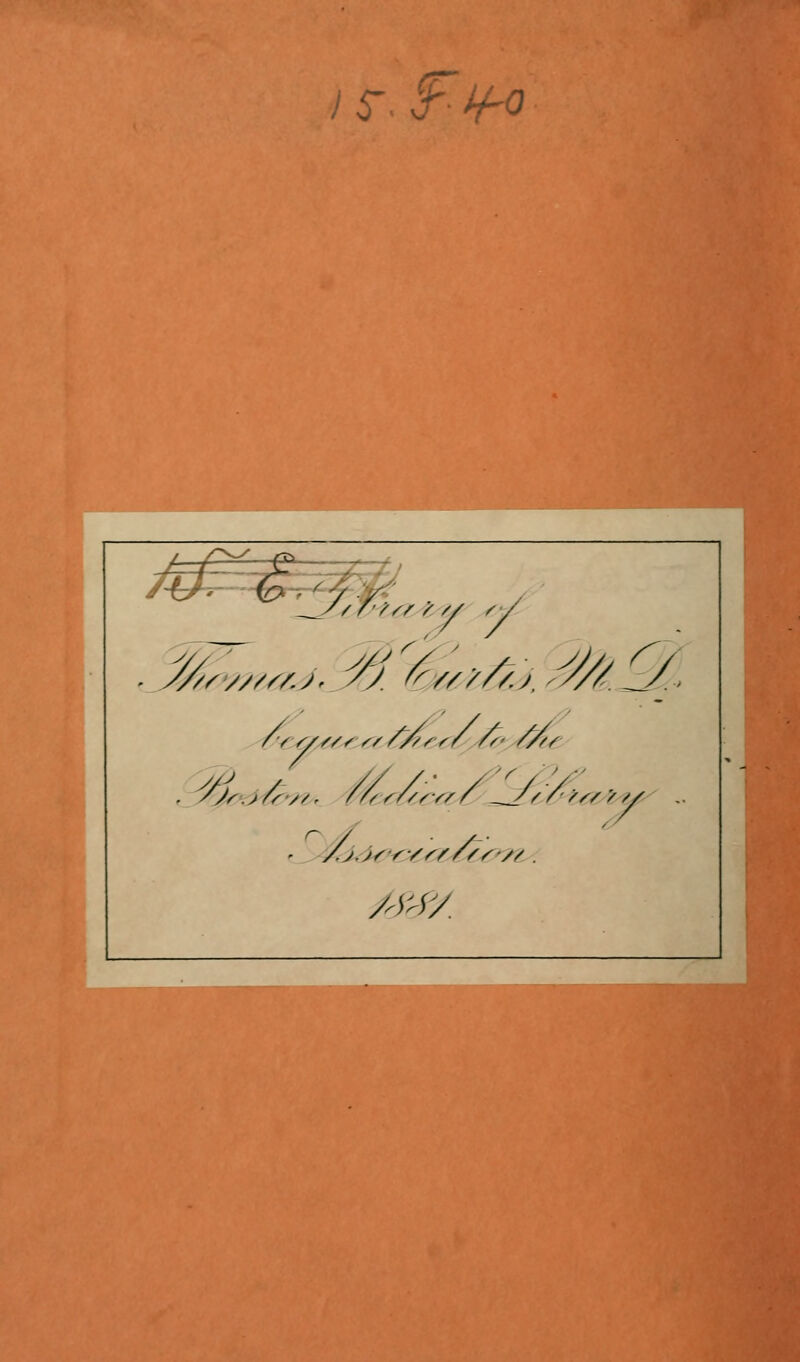 15. F. 40
Library of
Thomas. B. Curtis, M. D.
bequeathed to the
Boston. Medical Library
Association.
1881.